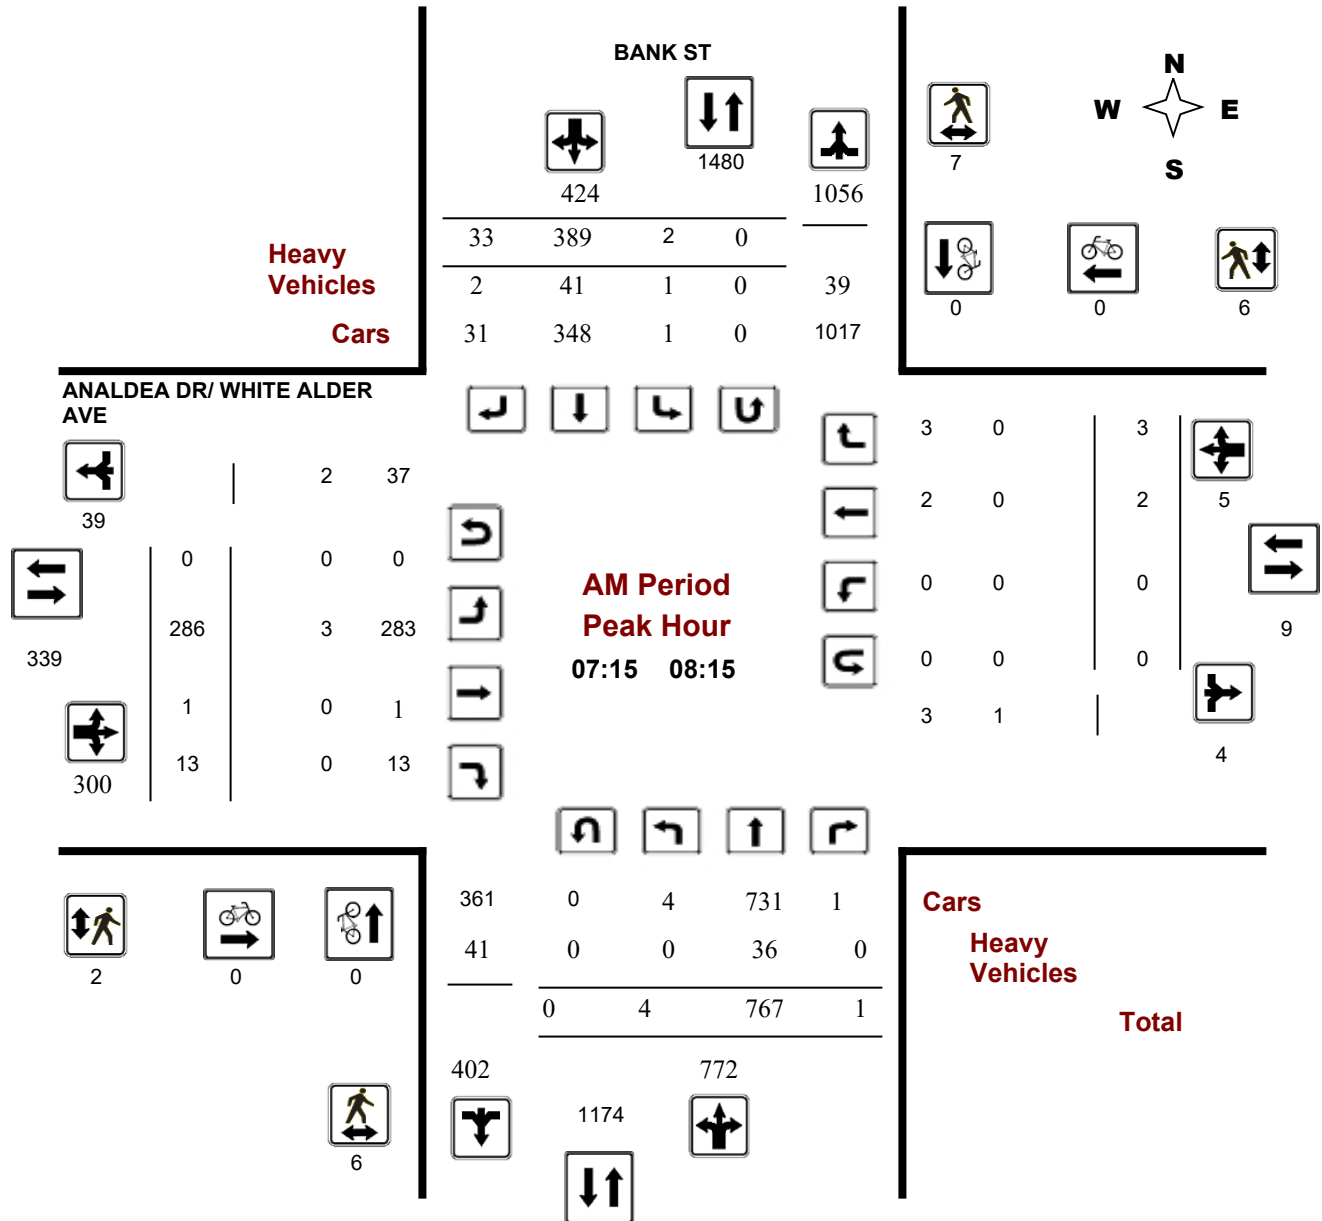 BANK ST
N
W E
S
1480
7
424 1056
33 389 2 0
Heavy
Vehicles
2 41 1 0 39
0 0 6
Cars 31 348 1 0 1017
ANALDEA DR/ WHITE ALDER
AVE
3 0 3
2 37
2 0 2 5
39
0 0 0
AM Period
0 0 0
Peak Hour
286 3 283
9
339
07:15 08:15
0 0 0
1 0 1
3 1
4
13 0 13
300
361 0 4 731 1 Cars
41 0 0 36 0 Heavy
Vehicles
2 0 0
0 4 767 1 Total
402 772
1174
6